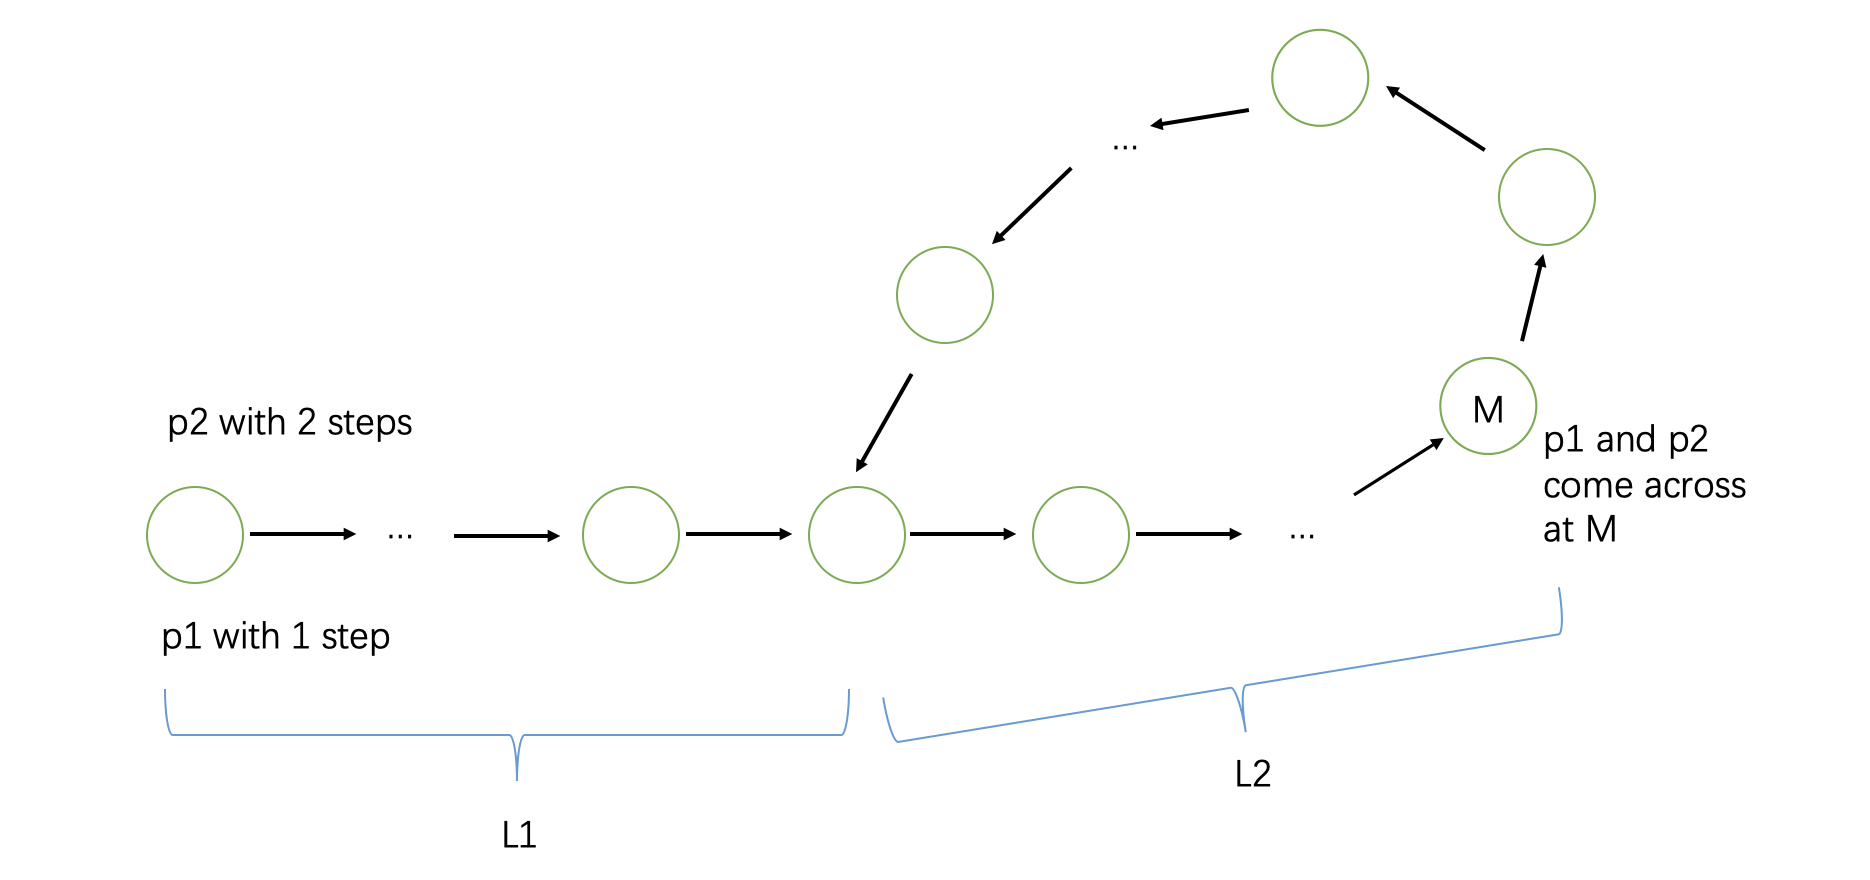 ...
p2 with 2 steps
M
p1 and p2
come across
at M
...
...
p1 with 1 step
L2
L1